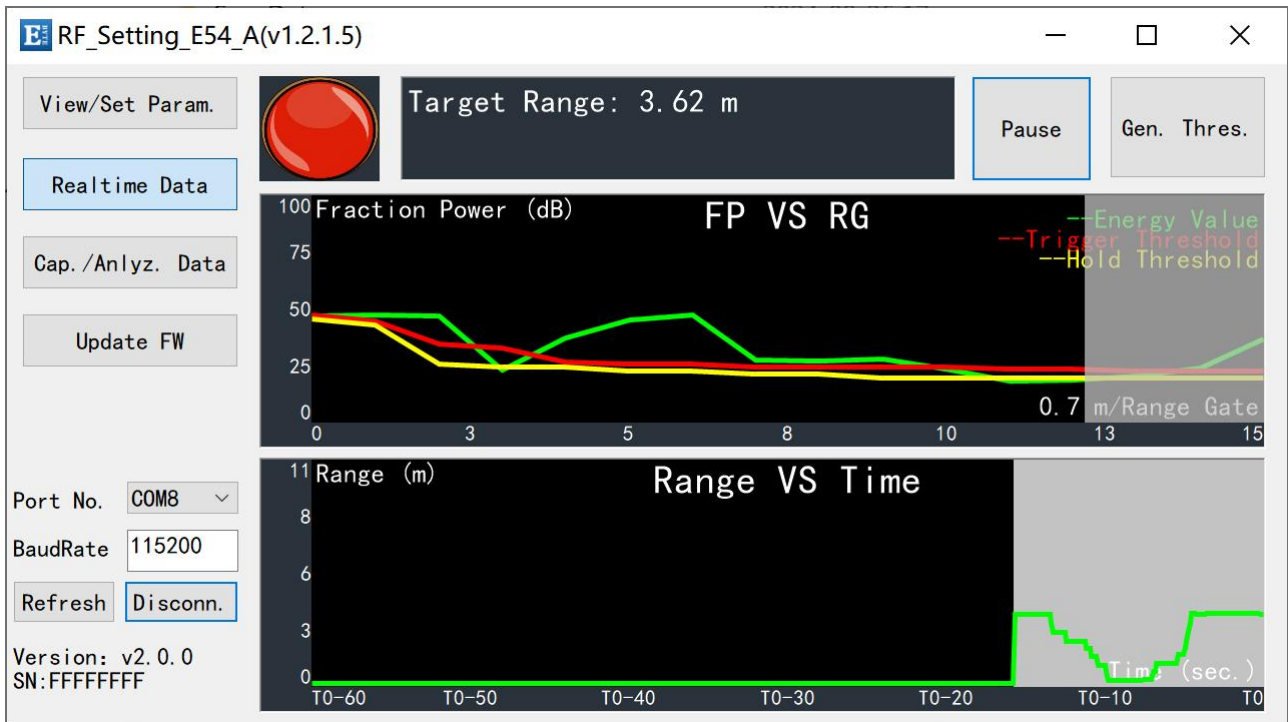 RF_Setting_E54_A(v1.2.1.5)
View/Set Param.
Target Range: 3.62 m
Pause
Gen. Thres.
Realtime Data
Cap./Anlyz. Data
Update FW
100
Fraction Power (dB)
FP VS RG
--Energy Value
--Trigger Threshold
--Hold Threshold
75
50
25
0
0.7 m/Range Gate
0 3 5 8 10 13 15
11
Range (m)
Range VS Time
8
6
3
0
Time (sec.)
T0-60 T0-50 T0-40 T0-30 T0-20 T0-10 T0
Port No. COM8
BaudRate 115200
Refresh Disconn.
Version: v2.0.0
SN:FFFFFFFF